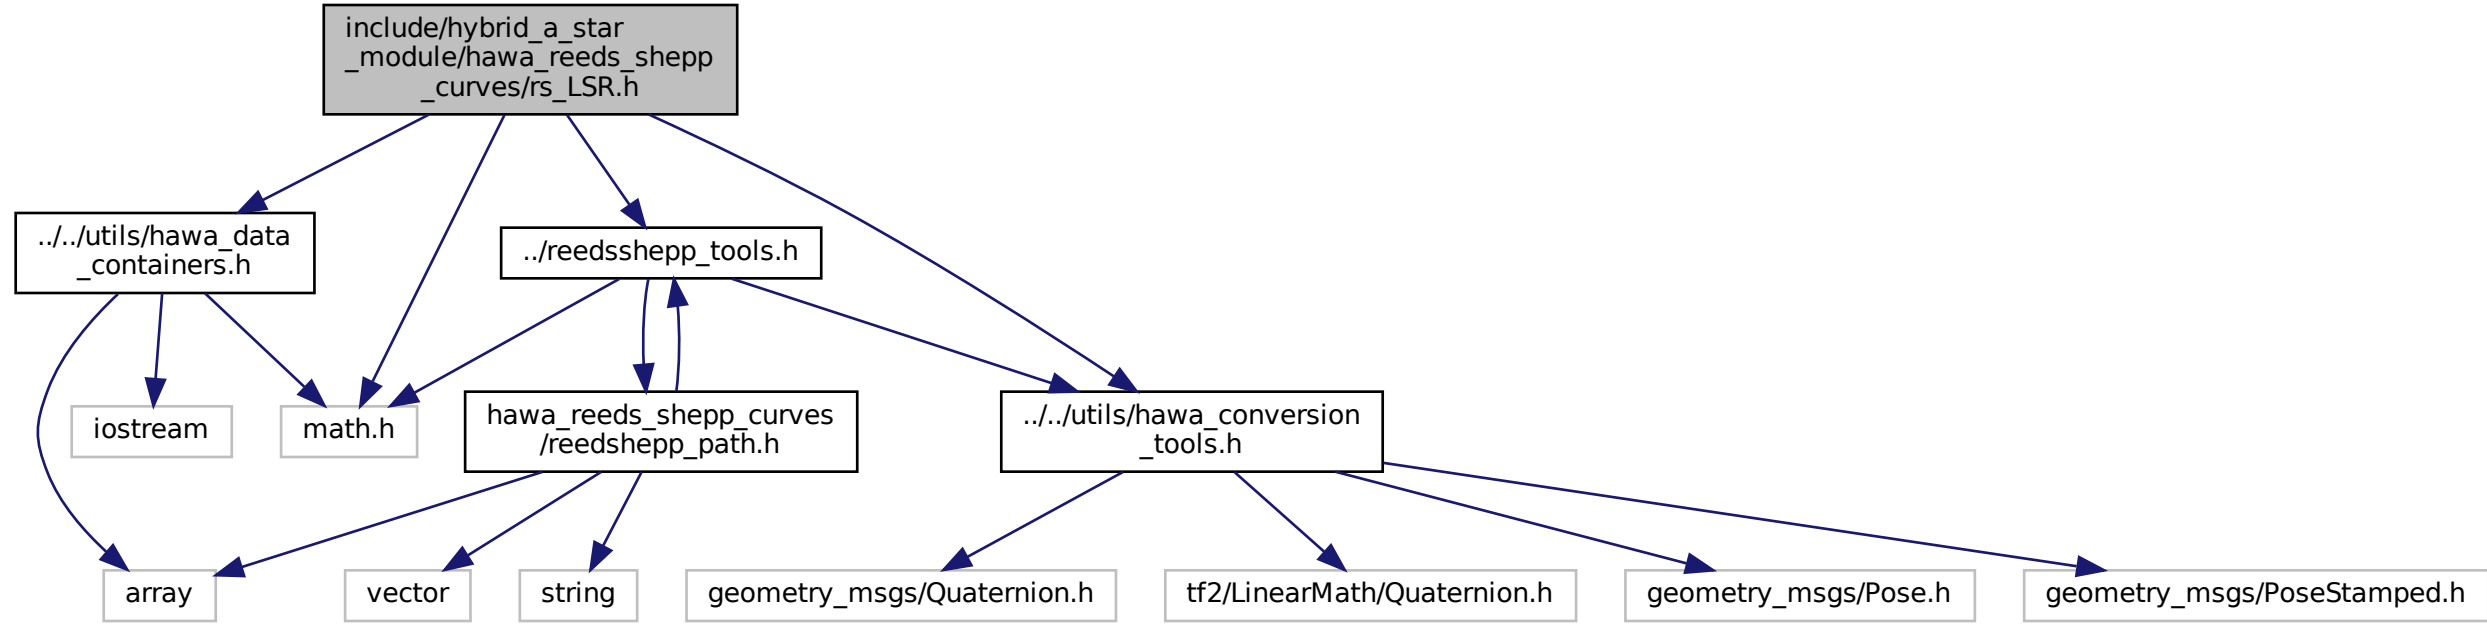 include/hybrid_a_star
_module/hawa_reeds_shepp
_curves/rs_LSR.h
../../utils/hawa_data
_containers.h
../reedsshepp_tools.h
iostream
math.h
hawa_reeds_shepp_curves
/reedshepp_path.h
../../utils/hawa_conversion
_tools.h
array
vector
string
geometry_msgs/Quaternion.h
tf2/LinearMath/Quaternion.h
geometry_msgs/Pose.h
geometry_msgs/PoseStamped.h